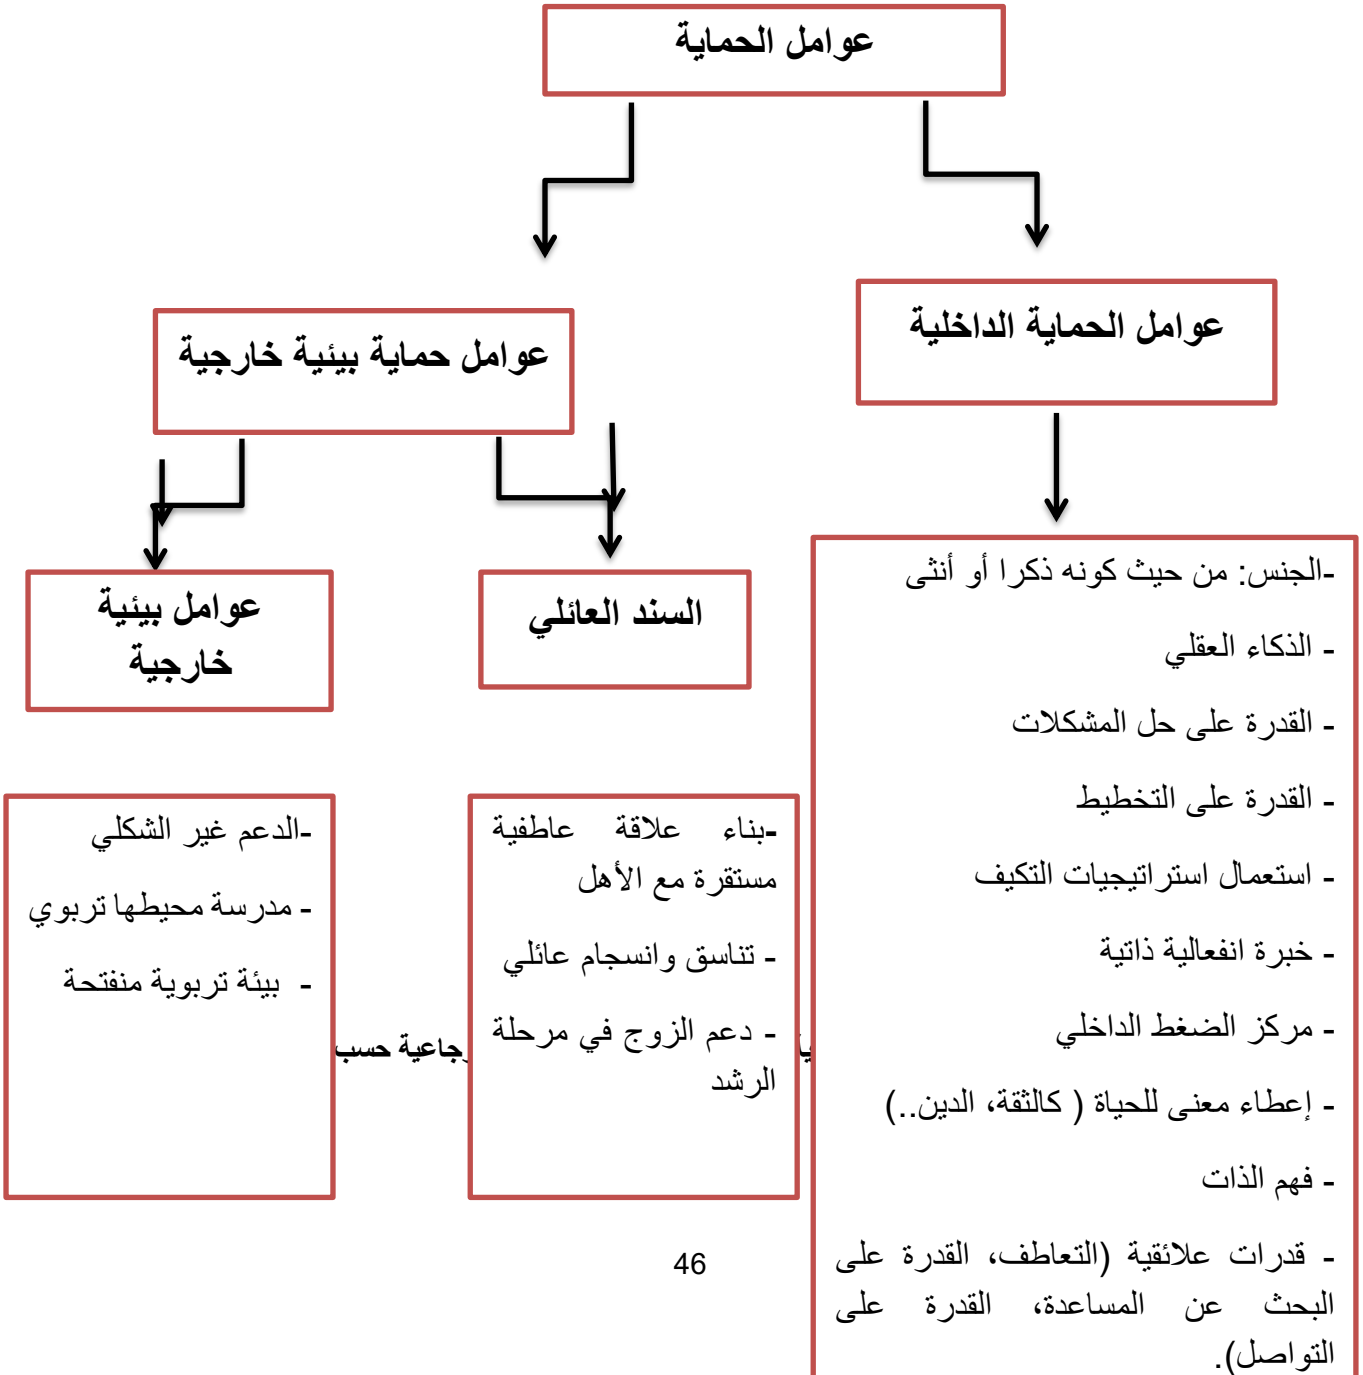 عوامل الحماية
عوامل الحماية الداخلية
عوامل حماية بيئية خارجية
-الجنس: من حيث كونه ذكرا أو أنثى
- الذكاء العقلي
- القدرة على حل المشكلات
- القدرة على التخطيط
- استعمال استراتيجيات التكيف
- خبرة انفعالية ذاتية
- مركز الضغط الداخلي
- إعطاء معنى للحياة ( كالثقة، الدين..)
- فهم الذات
- قدرات علائقية (التعاطف، القدرة على
البحث عن المساعدة، القدرة على
التواصل).
السند العائلي
-بناء علاقة عاطفية
مستقرة مع الأهل
- تناسق وانسجام عائلي
- دعم الزوج في مرحلة
الرشد
عوامل بيئية
خارجية
-الدعم غير الشكلي
- مدرسة محيطها تربوي
- بيئة تربوية منفتحة
حسب
46